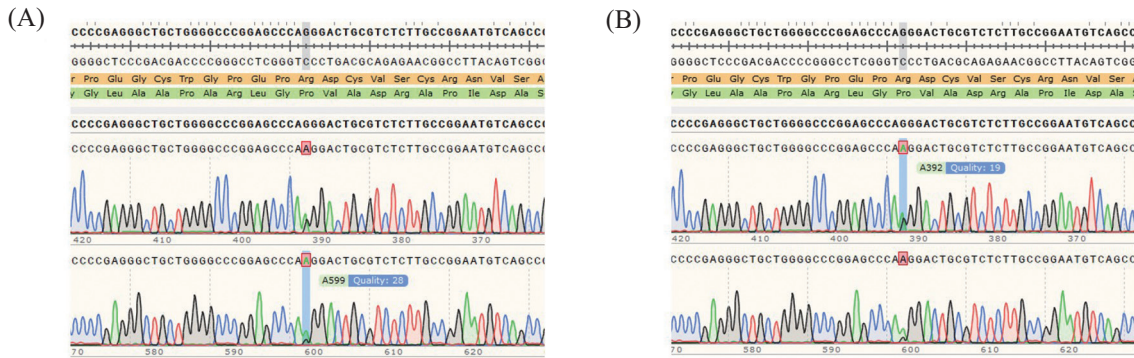 (A)
CCCCGAGGGCTGCTGGGGCCCGGAGCCCAGGGACTGCGTCTCTTGCCGGAATGTCAGCC
GGGGCTCCCGACGACCCCGGGCCTCGGGTCCCTGACGCAGAGAACGGCCTTACAGTCGG
Pro Glu Gly Cys Trp Gly Pro Glu Pro Arg Asp Cys Val Ser Cys Arg Asn Val Ser
Gly Leu Ala Ala Pro Ala Arg Leu Gly Pro Val Ala Asp Arg Ala Pro Ile Asp Ala
CCCCGAGGGCTGCTGGGGCCCGGAGCCCAGGGACTGCGTCTCTTGCCGGAATGTCAGCC
CCCCGAGGGCTGCTGGGGCCCGGAGCCCAAGGACTGCGTCTCTTGCCGGAATGTCAGCC
420 410 400 390 380 370
CCCCGAGGGCTGCTGGGGCCCGGAGCCCAAGGACTGCGTCTCTTGCCGGAATGTCAGCC
A599 Quality: 28
70 580 590 600 610 620
(B)
CCCCGAGGGCTGCTGGGGCCCGGAGCCCAGGGACTGCGTCTCTTGCCGGAATGTCAGCC
GGGGCTCCCGACGACCCCGGGCCTCGGGTCCCTGACGCAGAGAACGGCCTTACAGTCGG
Pro Glu Gly Cys Trp Gly Pro Glu Pro Arg Asp Cys Val Ser Cys Arg Asn Val Ser
Gly Leu Ala Ala Pro Ala Arg Leu Gly Pro Val Ala Asp Arg Ala Pro Ile Asp Ala
CCCCGAGGGCTGCTGGGGCCCGGAGCCCAGGGACTGCGTCTCTTGCCGGAATGTCAGCC
CCCCGAGGGCTGCTGGGGCCCGGAGCCCAAGGACTGCGTCTCTTGCCGGAATGTCAGCC
A392 Quality: 19
420 410 400 390 380 370
CCCCGAGGGCTGCTGGGGCCCGGAGCCCAAGGACTGCGTCTCTTGCCGGAATGTCAGCC
70 580 590 600 610 620